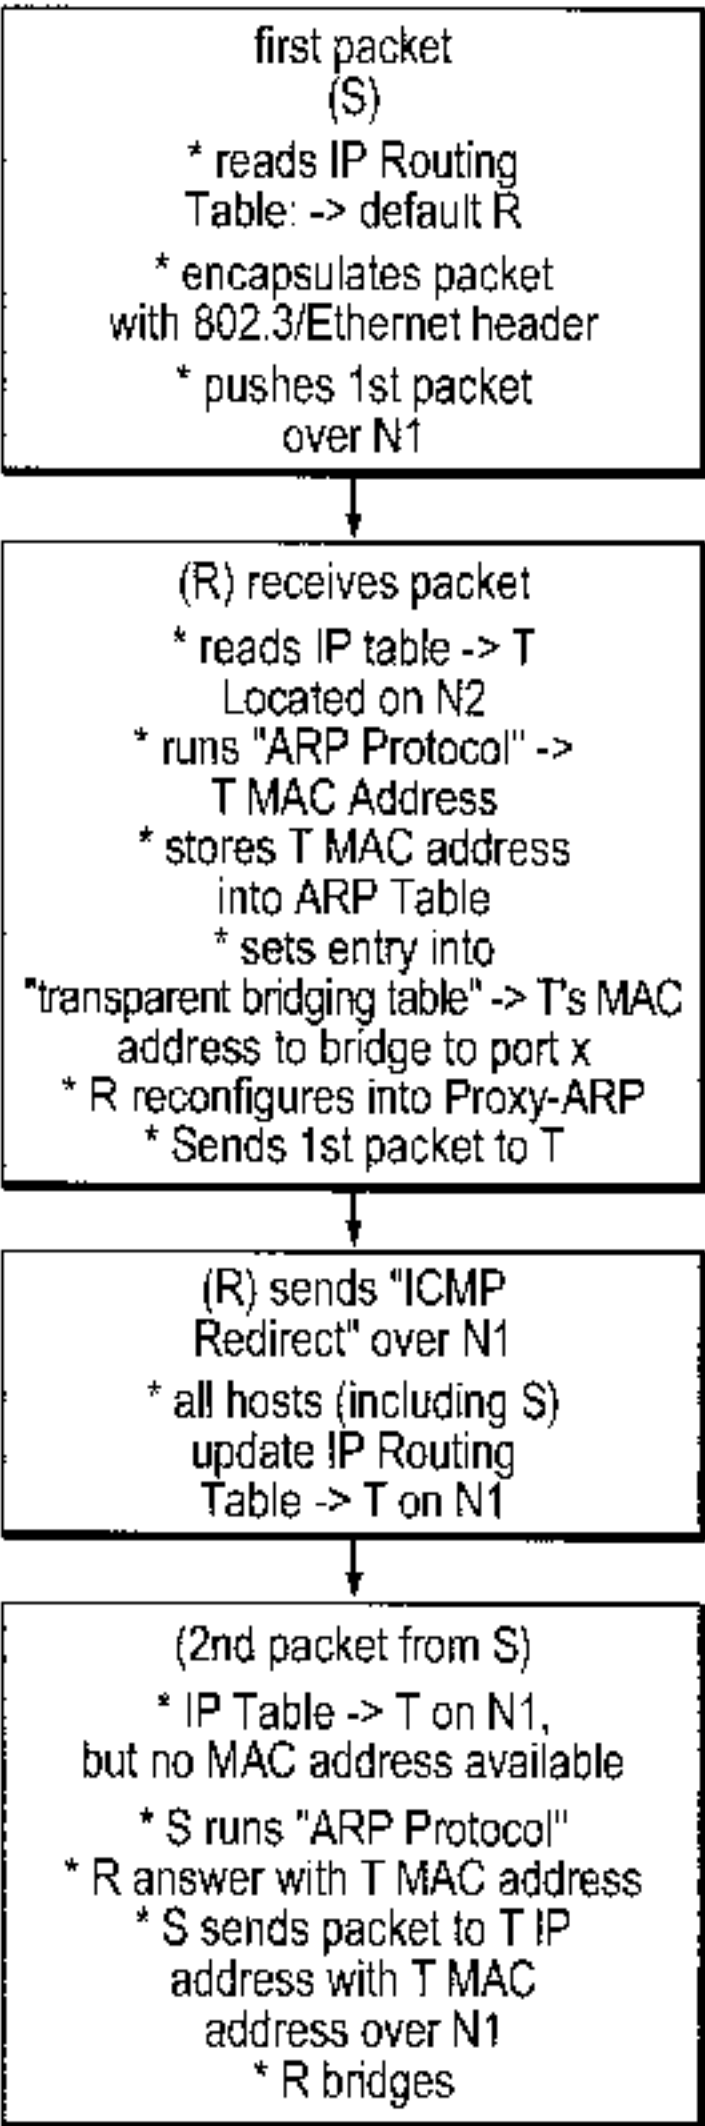 first packet
(S)
* reads IP Routing
Table: -> default R
* encapsulates packet
with 802.3/Ethernet header
* pushes 1st packet
over N1
(R) receives packet
* reads IP table -> T
Located on N2
* runs "ARP Protocol" ->
T MAC Address
* stores T MAC address
into ARP Table
* sets entry into
"transparent bridging table" -> T's MAC
address to bridge to port x
* R reconfigures into Proxy-ARP
* Sends 1st packet to T
(R) sends "ICMP
Redirect" over N1
* all hosts (including S)
update IP Routing
Table -> T on N1
(2nd packet from S)
* IP Table -> T on N1,
but no MAC address available
* S runs "ARP Protocol"
* R answer with T MAC address
* S sends packet to T IP
address with T MAC
address over N1
* R bridges